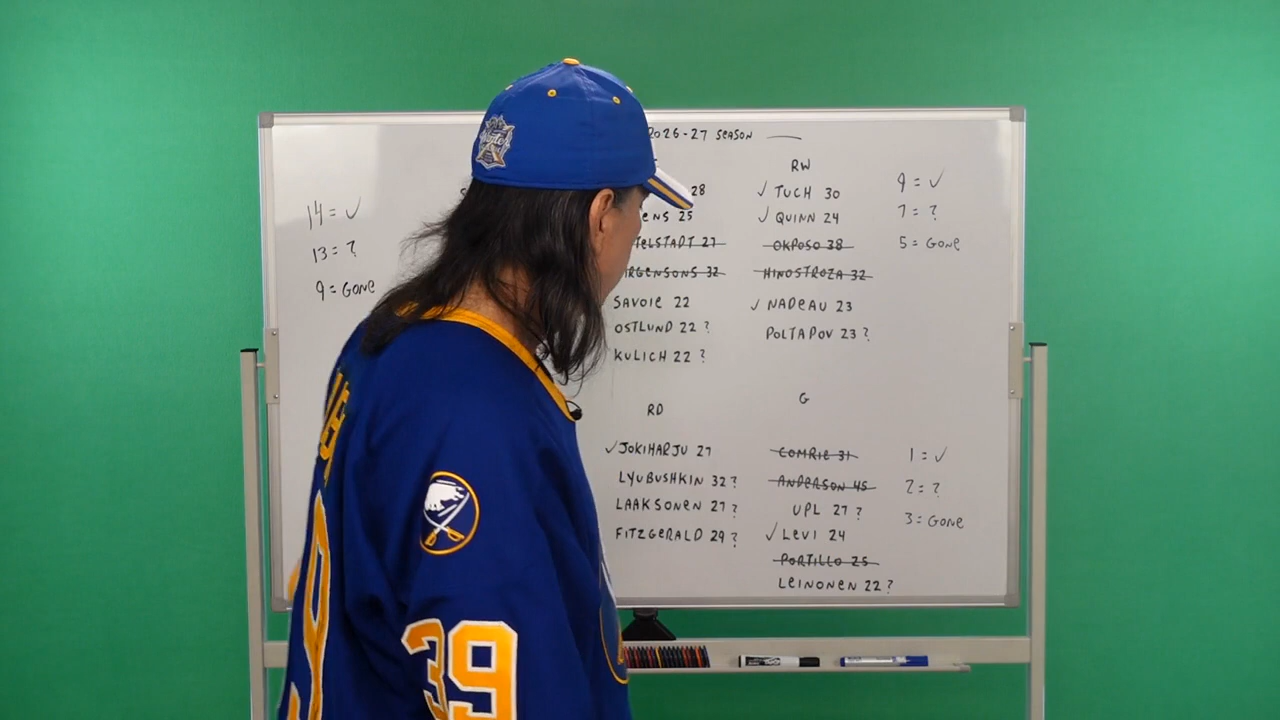 2026-27 SEASON
RW
28
✓ TUCH 30
ENS 25
✓ QUINN 24
TELSTADT 27
OKPOSO 38
RGENSONS 32
HINOSTROZA 32
SAVOIE 22
✓ NADEAU 23
OSTLUND 22 ?
POLTAPOV 23 ?
KULICH 22 ?
9 = ✓
7 = ?
5 = GONE
14 = ✓
13 = ?
9 = GONE
RD
✓ JOKIHARJU 27
LYUBUSHKIN 32 ?
LAAKSONEN 27 ?
FITZGERALD 29 ?
G
COMRIE 31
ANDERSON 45
UPL 27 ?
✓ LEVI 24
PORTILLO 25
LEINONEN 22 ?
1 = ✓
2 = ?
3 = GONE
39
9